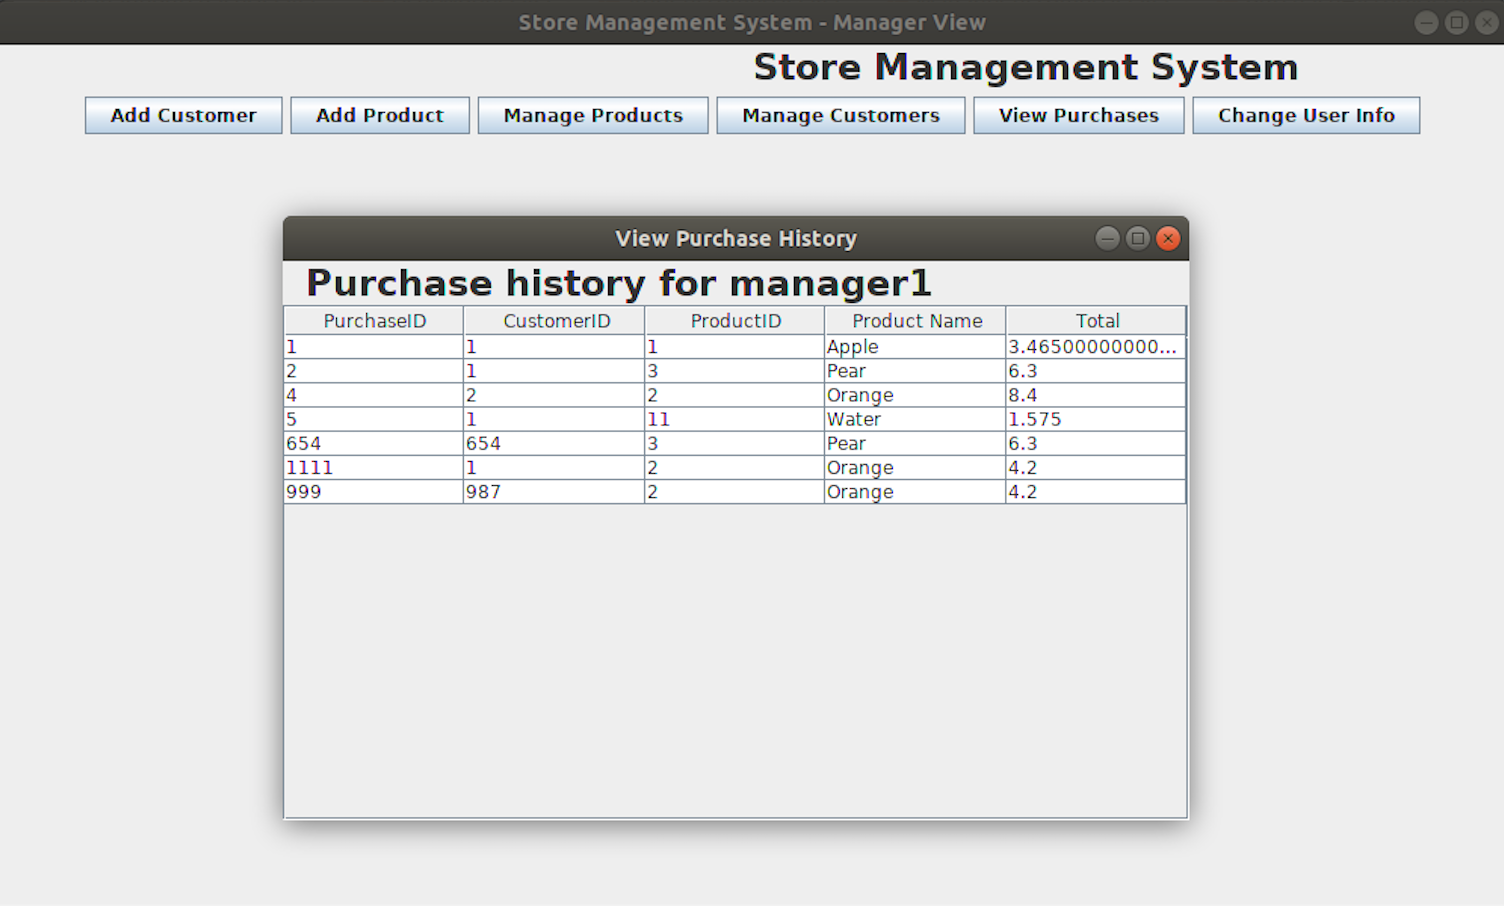 Store Management System - Manager View
Store Management System
Add Customer Add Product Manage Products Manage Customers View Purchases Change User Info
View Purchase History
Purchase history for manager1
PurchaseID CustomerID ProductID Product Name Total
1 1 1 Apple 3.46500000000...
2 1 3 Pear 6.3
4 2 2 Orange 8.4
5 1 11 Water 1.575
654 654 3 Pear 6.3
1111 1 2 Orange 4.2
999 987 2 Orange 4.2